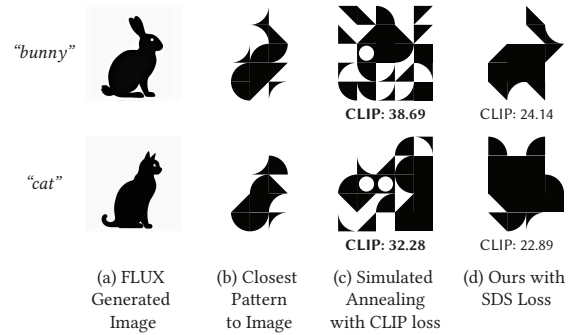 “bunny”
CLIP: 38.69 CLIP: 24.14
“cat”
CLIP: 32.28 CLIP: 22.89
(a) FLUX
Generated
Image
(b) Closest
Pattern
to Image
(c) Simulated
Annealing
with CLIP loss
(d) Ours with
SDS Loss